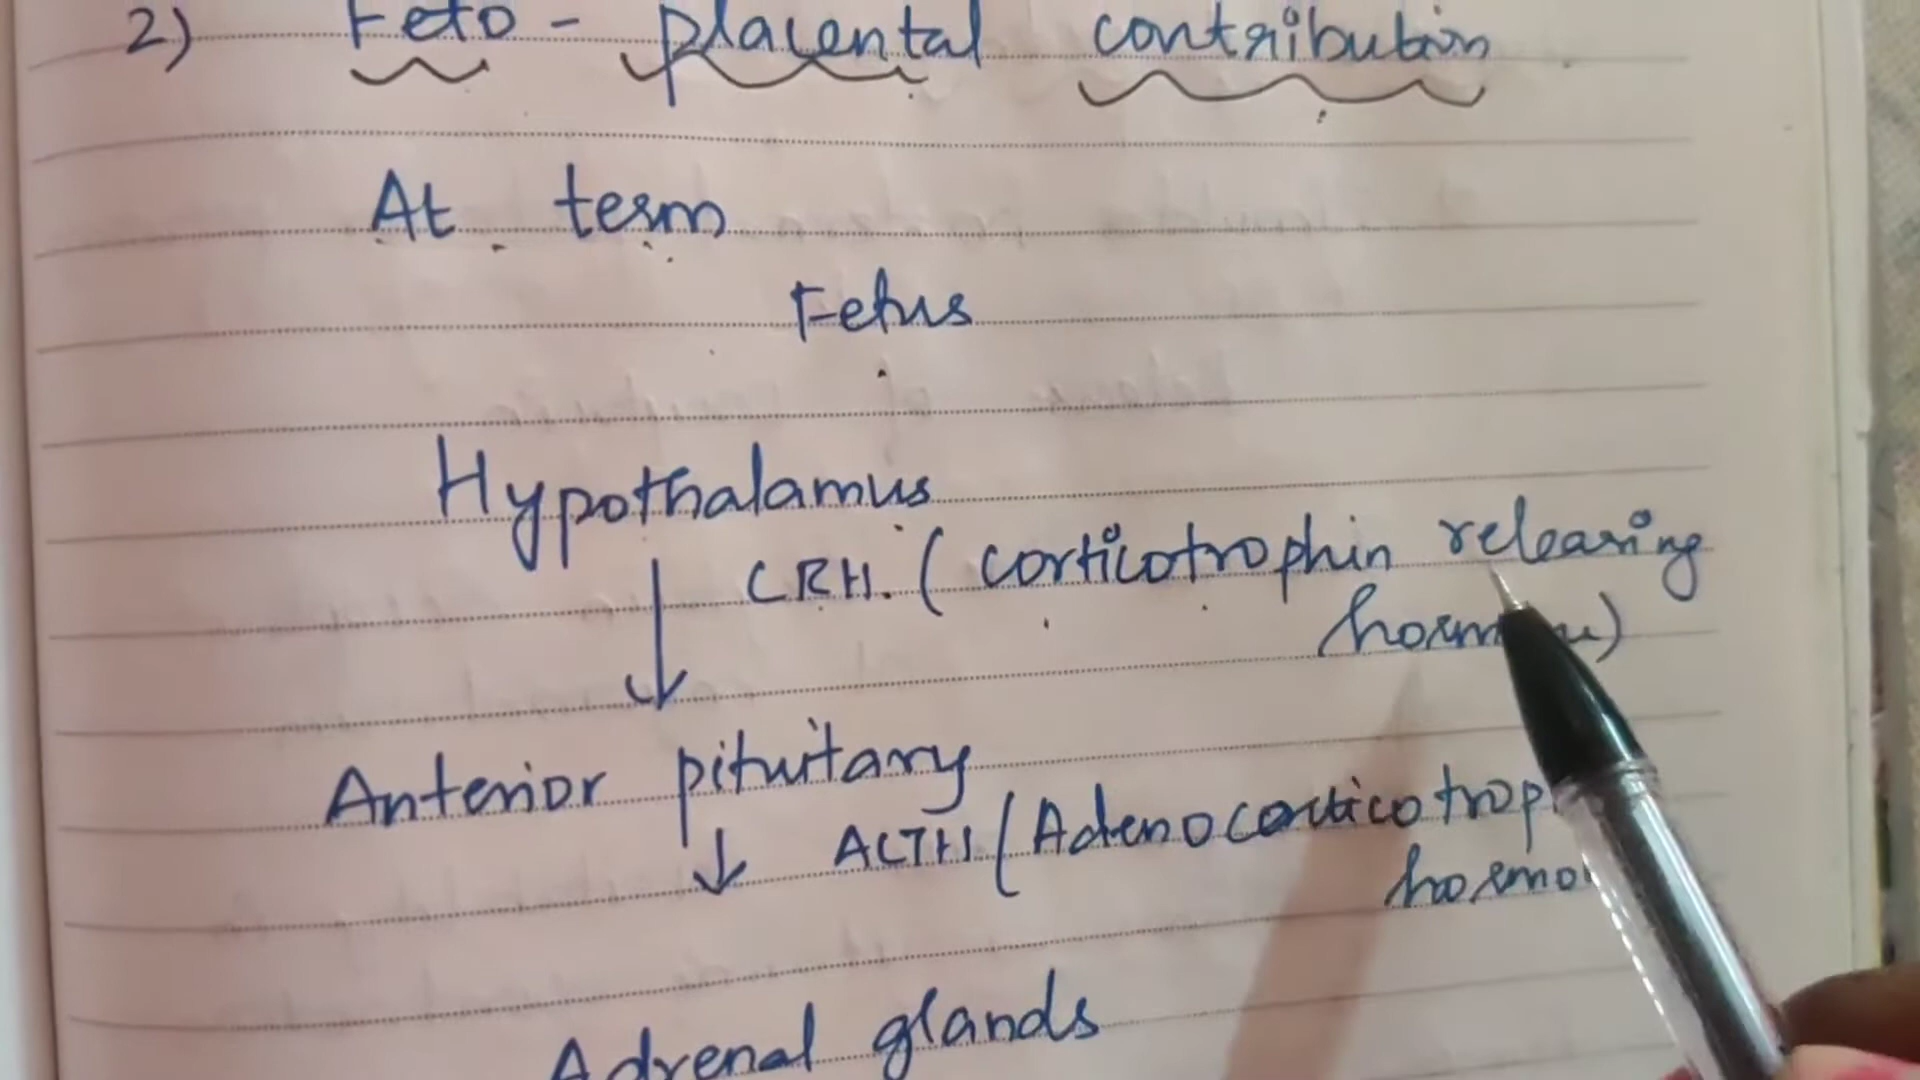 2) Feto - placental contribution
At term
Fetus
Hypothalamus
CRH. ( corticotrophin releasing
hormone)
Anterior pituitary
ACTH (Adenocorticotrop
hormo
Adrenal glands